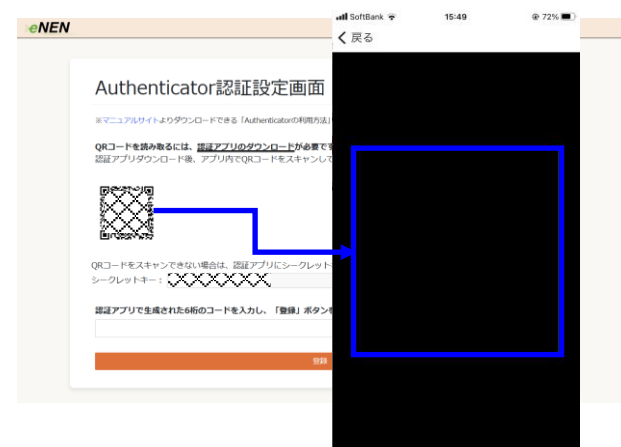 eNEN
SoftBank 15:49 72%
戻る
Authenticator認証設定画面
※マニュアルサイトよりダウンロードできる「Authenticatorの利用方法」
QRコードを読み取るには、認証アプリのダウンロードが必要です
認証アプリダウンロード後、アプリ内でQRコードをスキャンして
QRコードをスキャンできない場合は、認証アプリにシークレット
シークレットキー：
認証アプリで生成された6桁のコードを入力し、「登録」ボタンを
登録